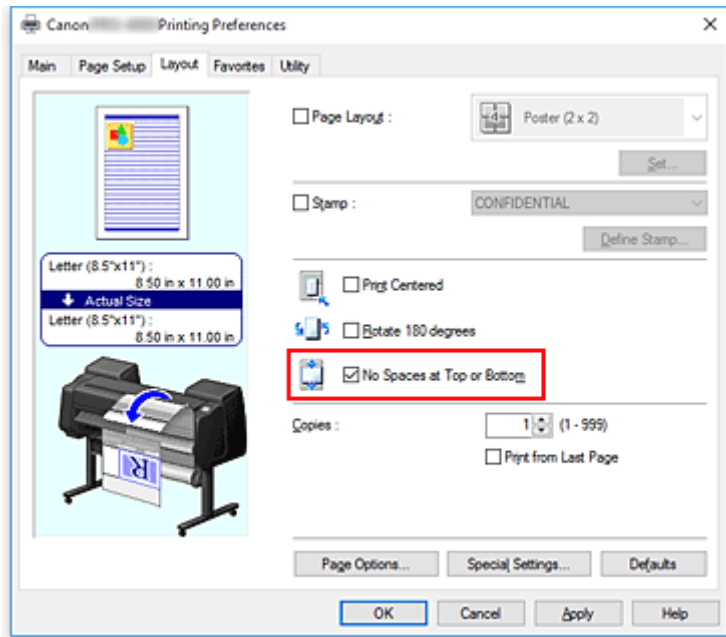 Canon Printing Preferences
Main Page Setup Layout Favorites Utility
Page Layout : Poster (2 x 2)
Set...
Stamp : CONFIDENTIAL
Define Stamp...
Letter (8.5"x11") :
8.50 in x 11.00 in
Actual Size
Letter (8.5"x11") :
8.50 in x 11.00 in
Print Centered
Rotate 180 degrees
No Spaces at Top or Bottom
Copies : 1 (1 - 999)
Print from Last Page
R
Page Options... Special Settings... Defaults
OK Cancel Apply Help